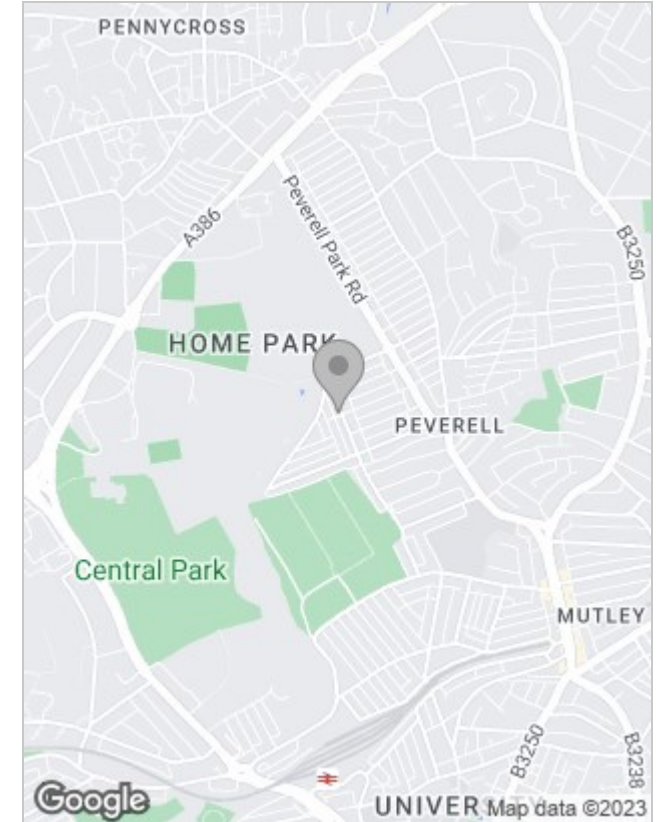 PENNYCROSS
Peverell Park Rd
A386
B3250
HOME PARK
PEVERELL
Central Park
MUTLEY
B3250
B3238
Google
UNIVER
Map data ©2023